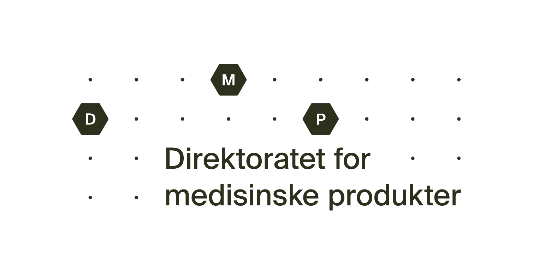 M
D P
Direktoratet for
medisinske produkter